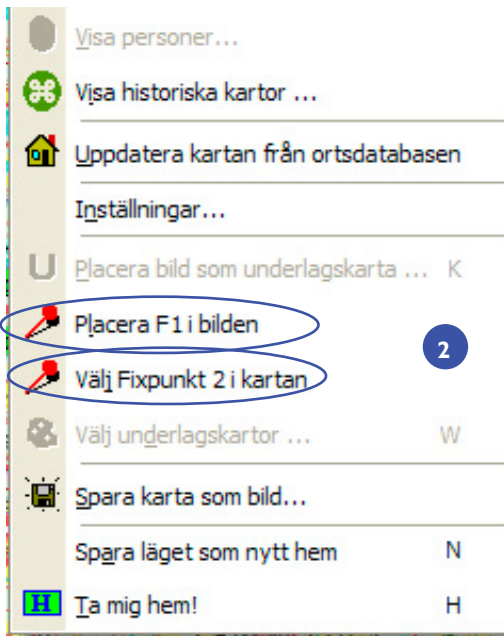 Visa personer...
Visa historiska kartor ...
Uppdatera kartan från ortsdatabasen
Inställningar...
U Placera bild som underlagskarta ... K
Placera F1 i bilden
2
Välj Fixpunkt 2 i kartan
Välj underlagskartor ... W
Spara karta som bild...
Spara läget som nytt hem N
H Ta mig hem! H